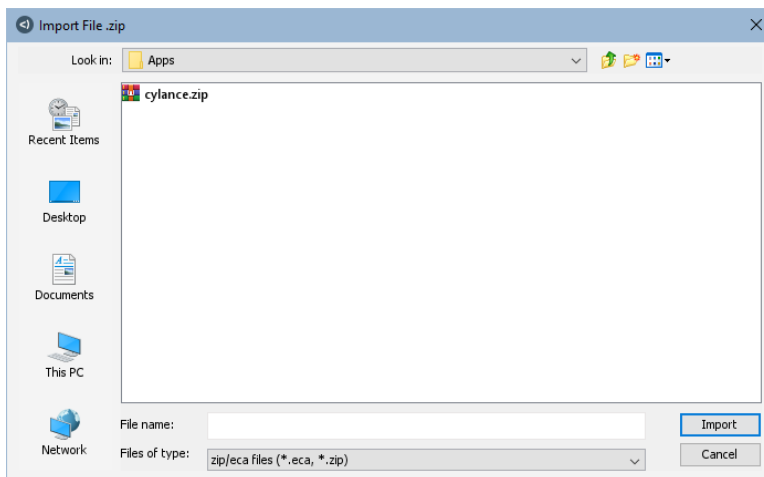 Import File .zip
Look in: Apps
cylance.zip
Recent Items
Desktop
Documents
This PC
Network
File name:
Import
Files of type: zip/eca files (*.eca, *.zip)
Cancel